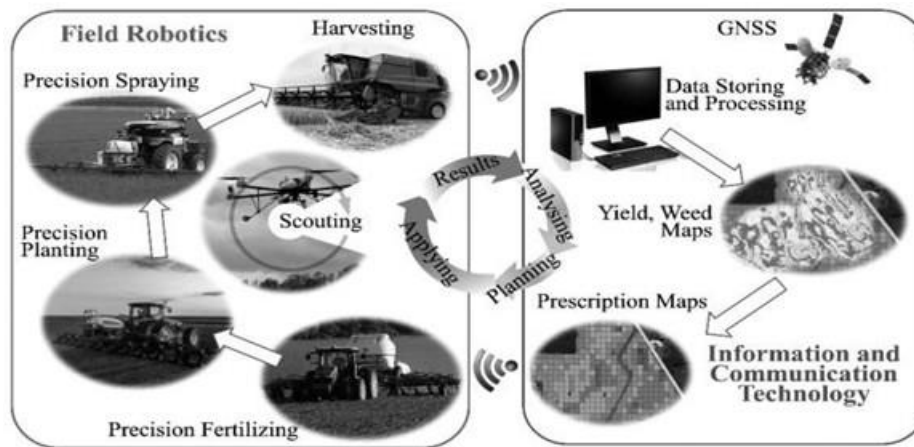 Field Robotics
Harvesting
Precision Spraying
Scouting
Precision
Planting
Precision Fertilizing
Results
Analysing
Planning
Applying
GNSS
Data Storing
and Processing
Yield, Weed
Maps
Prescription Maps
Information and
Communication
Technology